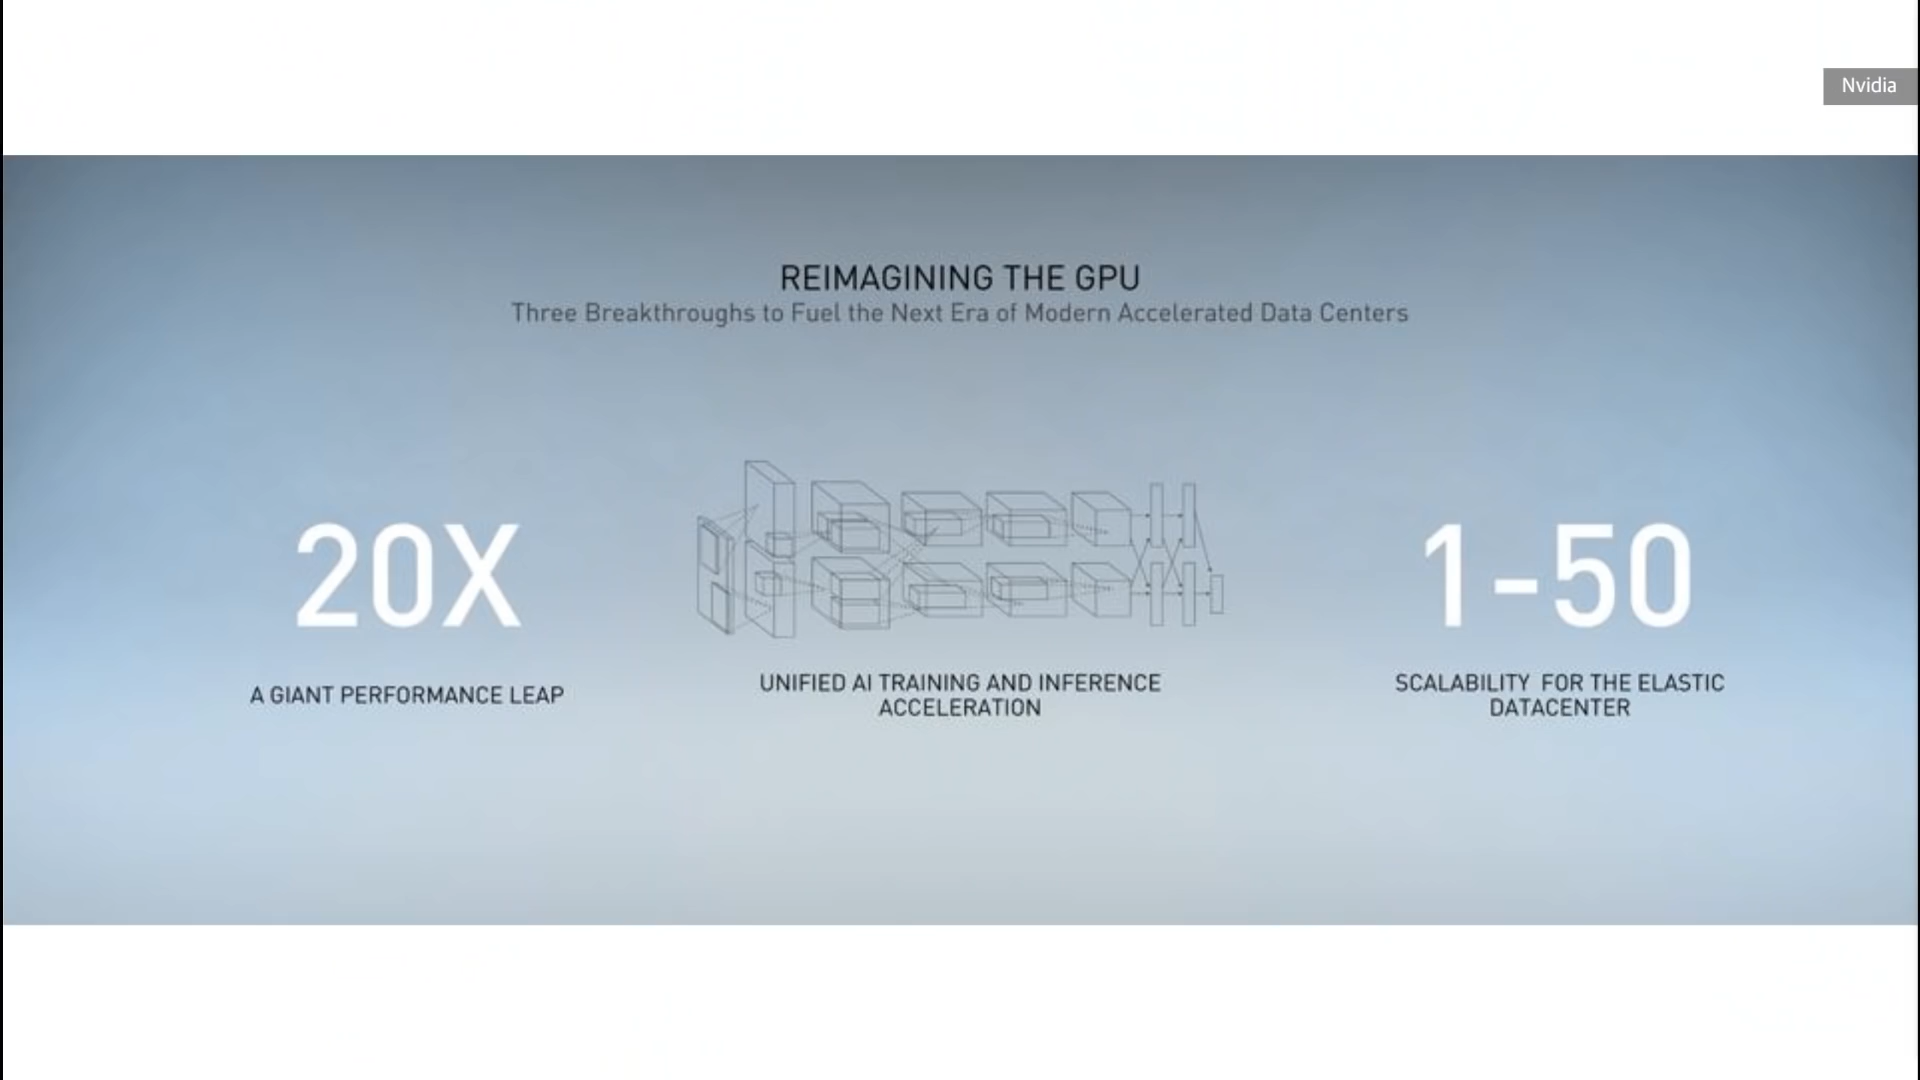 Nvidia
REIMAGINING THE GPU
Three Breakthroughs to Fuel the Next Era of Modern Accelerated Data Centers
20X
A GIANT PERFORMANCE LEAP
UNIFIED AI TRAINING AND INFERENCE
ACCELERATION
1-50
SCALABILITY FOR THE ELASTIC
DATACENTER